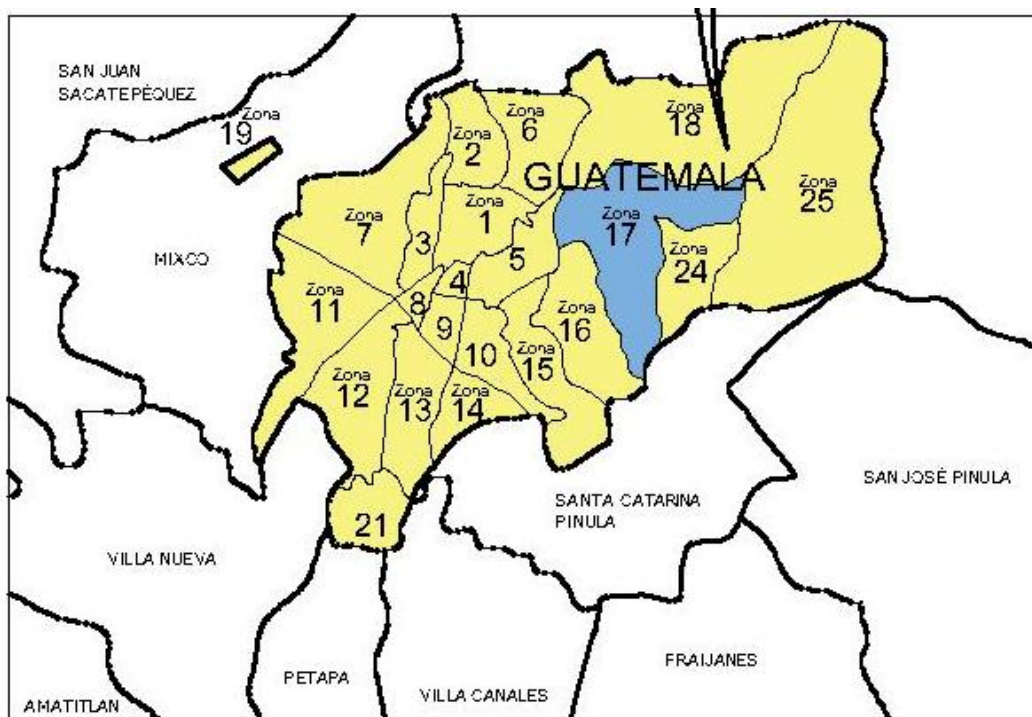 SAN JUAN
SACATEPÉQUEZ
Zona
19
Zona
2
Zona
6
Zona
18
GUATEMALA
Zona
7
Zona
1
3
5
Zona
17
Zona
25
MIXCO
Zona
24
Zona
11
4
8
9
Zona
16
10
Zona
15
Zona
12
Zona
13
Zona
14
21
SANTA CATARINA
PINULA
SAN JOSÉ PINULA
VILLA NUEVA
PETAPA
VILLA CANALES
FRAIJANES
AMATITLAN